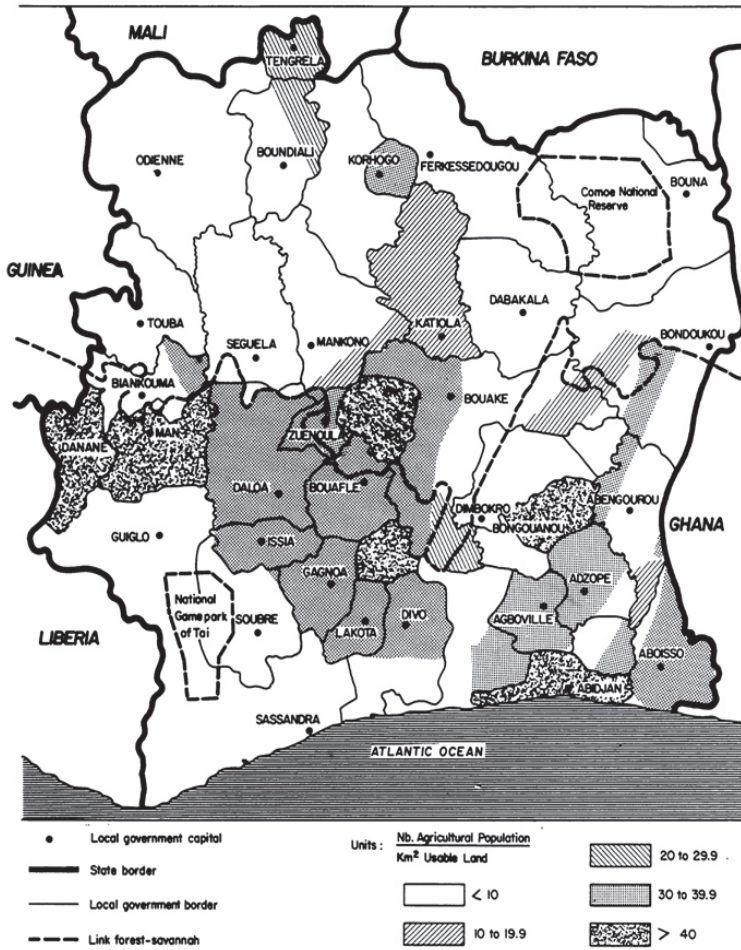 MALI
BURKINA FASO
TENGRELA
ODIENNE
BOUNDIALI
KORHOGO
FERKESSEDOUGOU
Comoe National
Reserve
BOUNA
GUINEA
TOUBA
SEGUELA
MANKONO
KATIOLA
DABAKALA
BONDOUKOU
BIANKOUMA
BOUAKE
DANANE
MAN
ZUENOULA
DALOA
BOUAFLE
DIMBOKRO
BONGOUANOU
ABENGOUROU
GHANA
GUIGLO
ISSIA
GAGNOA
ADZOPE
National
Game park
of Tai
SOUBRE
LAKOTA
DIVO
AGBOVILLE
ABOISSO
LIBERIA
ABIDJAN
SASSANDRA
ATLANTIC OCEAN
Local government capital
State border
Local government border
Link forest-savannah
Units :
Nb. Agricultural Population
Km² Usable Land
< 10
10 to 19.9
20 to 29.9
30 to 39.9
> 40